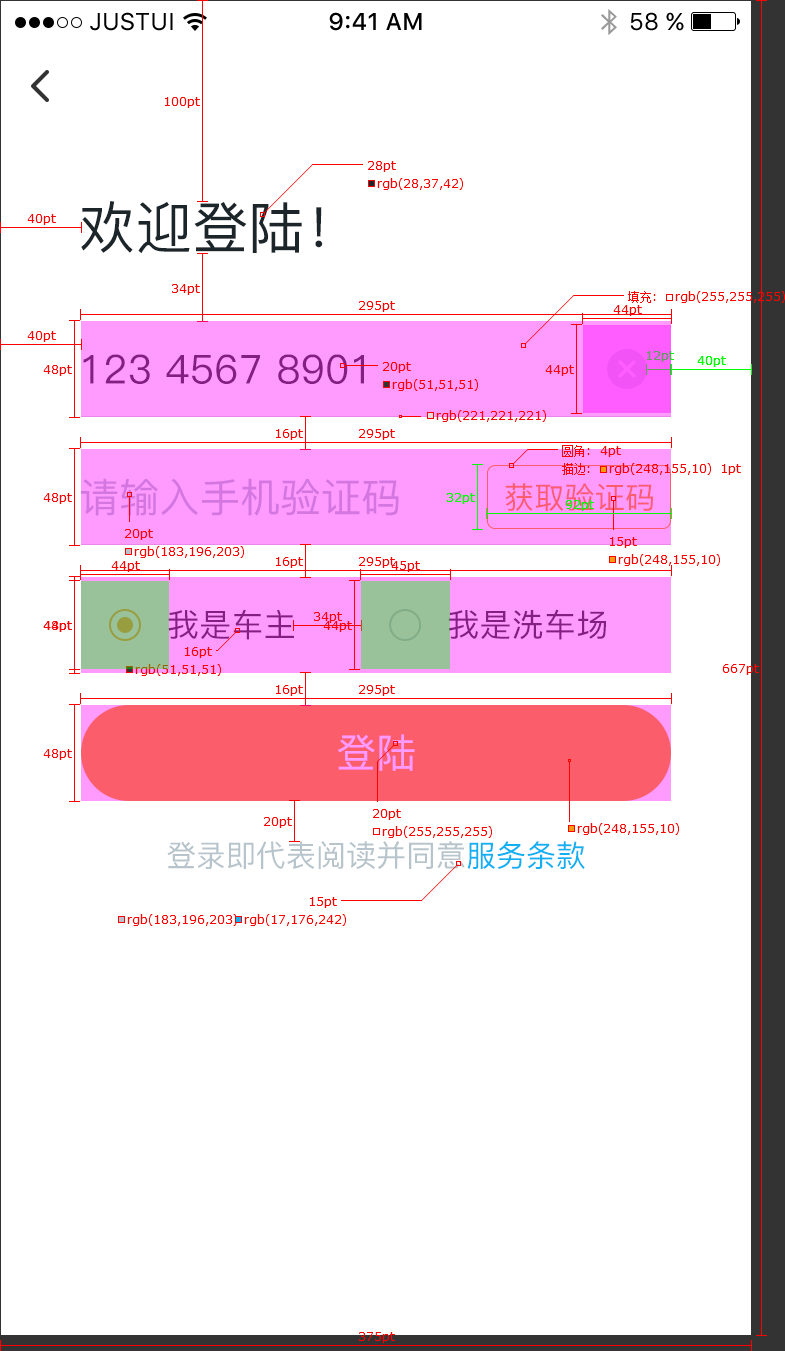 JUSTUI 9:41 AM 58 %
100pt
28pt
rgb(28,37,42)
40pt
欢迎登陆！
34pt
填充： rgb(255,255,255)
295pt
44pt
40pt
12pt
40pt
48pt
123 4567 8901
20pt
44pt
rgb(51,51,51)
rgb(221,221,221)
16pt
295pt
圆角： 4pt
描边： rgb(248,155,10) 1pt
48pt
请输入手机验证码
32pt
获取验证码
92pt
20pt
15pt
rgb(183,196,203)
rgb(248,155,10)
16pt
295pt
44pt
45pt
48pt
44pt
我是车主
34pt
44pt
我是洗车场
16pt
rgb(51,51,51)
667pt
16pt
295pt
48pt
登陆
20pt
20pt
rgb(255,255,255)
rgb(248,155,10)
登录即代表阅读并同意服务条款
15pt
rgb(183,196,203)
rgb(17,176,242)
375pt